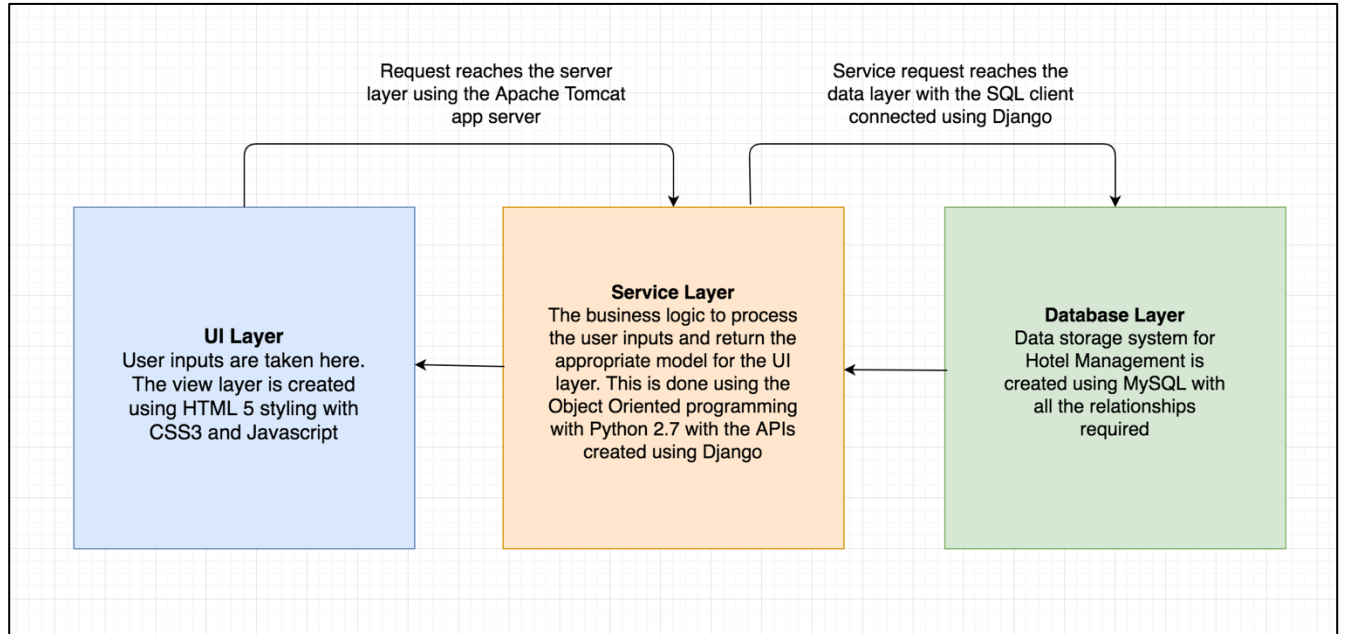 Request reaches the server
layer using the Apache Tomcat
app server
Service request reaches the
data layer with the SQL client
connected using Django
UI Layer
User inputs are taken here.
The view layer is created
using HTML 5 styling with
CSS3 and Javascript
Service Layer
The business logic to process
the user inputs and return the
appropriate model for the UI
layer. This is done using the
Object Oriented programming
with Python 2.7 with the APIs
created using Django
Database Layer
Data storage system for
Hotel Management is
created using MySQL with
all the relationships
required